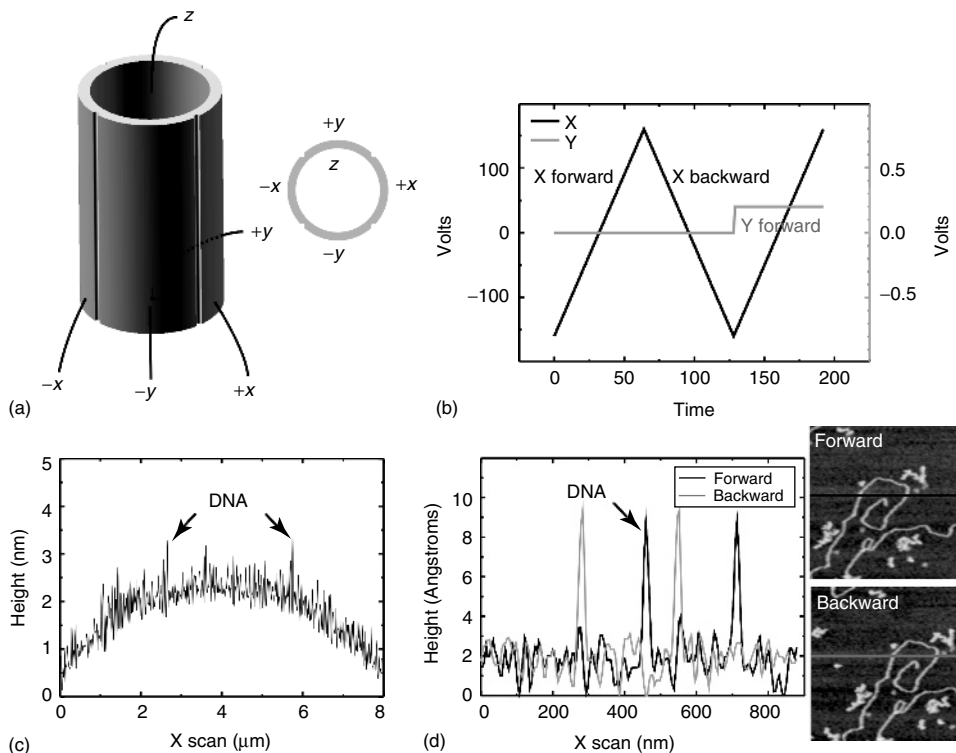 z
+y
z
−x
+x
−y
+y
−x
−y
+x
(a)
X
Y
X forward
X backward
Y forward
Volts
100
0
−100
0.5
0.0
−0.5
Volts
0
50
100
150
200
Time
(b)
Height (nm)
5
4
3
2
1
0
DNA
0
2
4
6
8
X scan (μm)
(c)
Height (Angstroms)
10
8
6
4
2
0
DNA
Forward
Backward
0
200
400
600
800
X scan (nm)
(d)
Forward
Backward